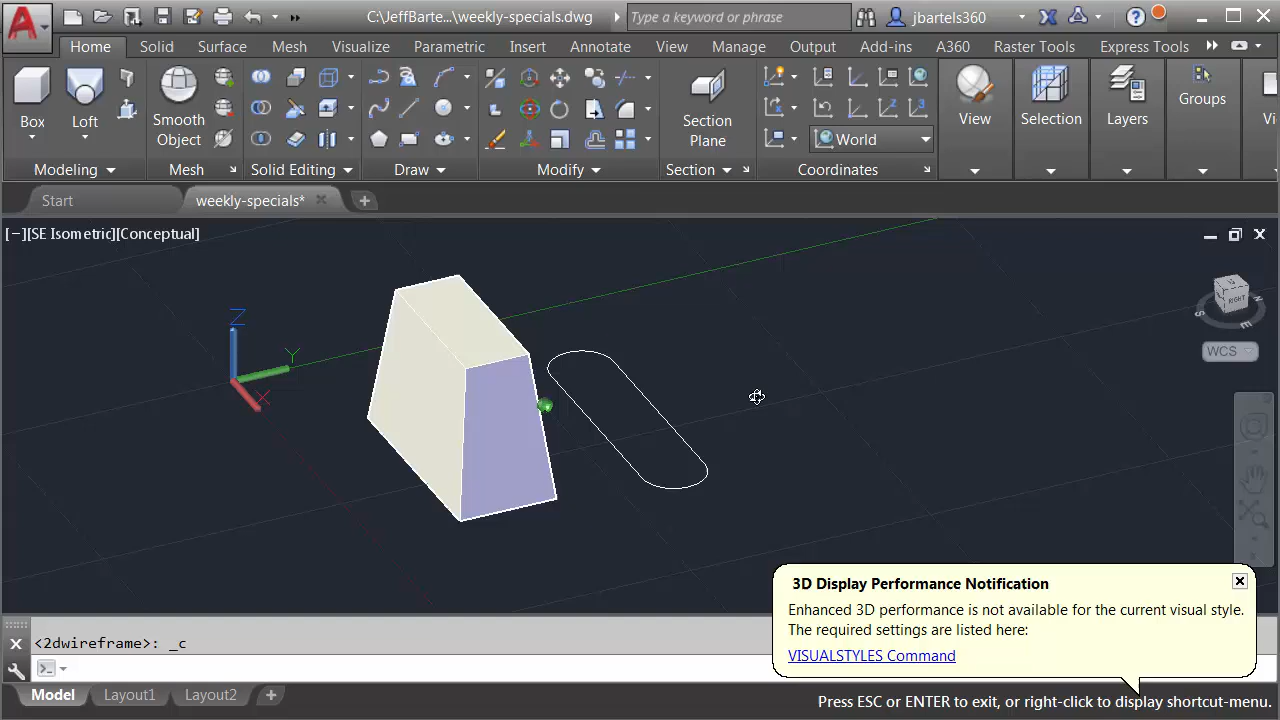 C:\JeffBarte...\weekly-specials.dwg
Type a keyword or phrase
jbartels360
Home Solid Surface Mesh Visualize Parametric Insert Annotate View Manage Output Add-ins A360 Raster Tools Express Tools
Box
Loft
Smooth
Object
Section
Plane
World
View
Selection
Layers
Groups
Vi
Modeling
Mesh
Solid Editing
Draw
Modify
Section
Coordinates
Start
weekly-specials*
[−][SE Isometric][Conceptual]
Z
Y
X
RIGHT
S
E
N
WCS
3D Display Performance Notification
Enhanced 3D performance is not available for the current visual style.
The required settings are listed here:
VISUALSTYLES Command
<2dwireframe>: _c
Model Layout1 Layout2
Press ESC or ENTER to exit, or right-click to display shortcut-menu.